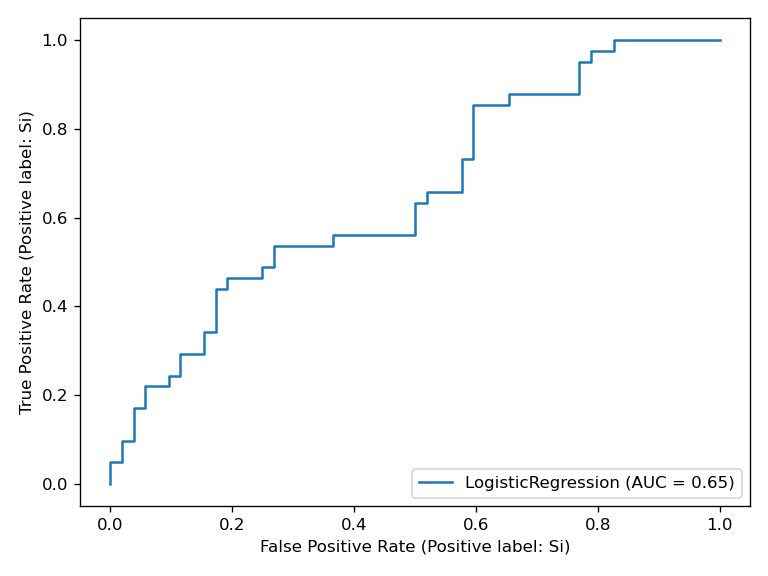 1.0
0.8
0.6
0.4
0.2
0.0
True Positive Rate (Positive label: Si)
LogisticRegression (AUC = 0.65)
0.0 0.2 0.4 0.6 0.8 1.0
False Positive Rate (Positive label: Si)